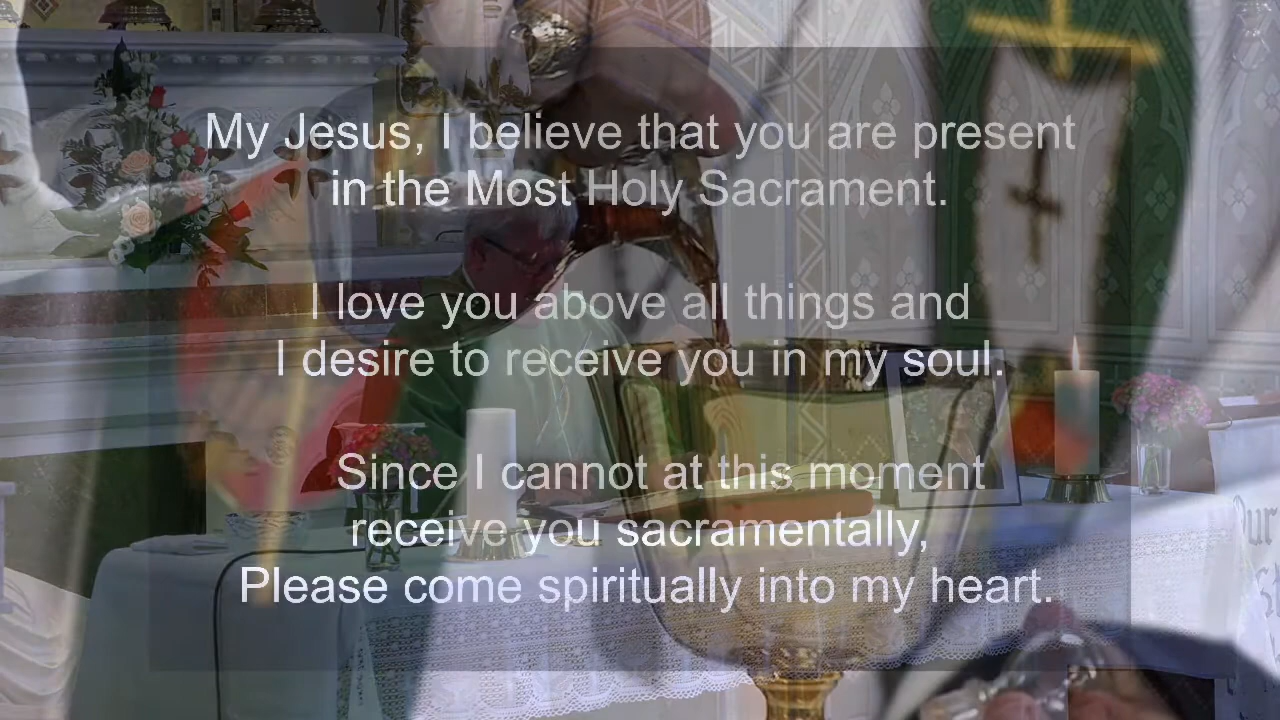 My Jesus, I believe that you are present
in the Most Holy Sacrament.
I love you above all things and
I desire to receive you in my soul.
Since I cannot at this moment
receive you sacramentally,
Please come spiritually into my heart.
Our